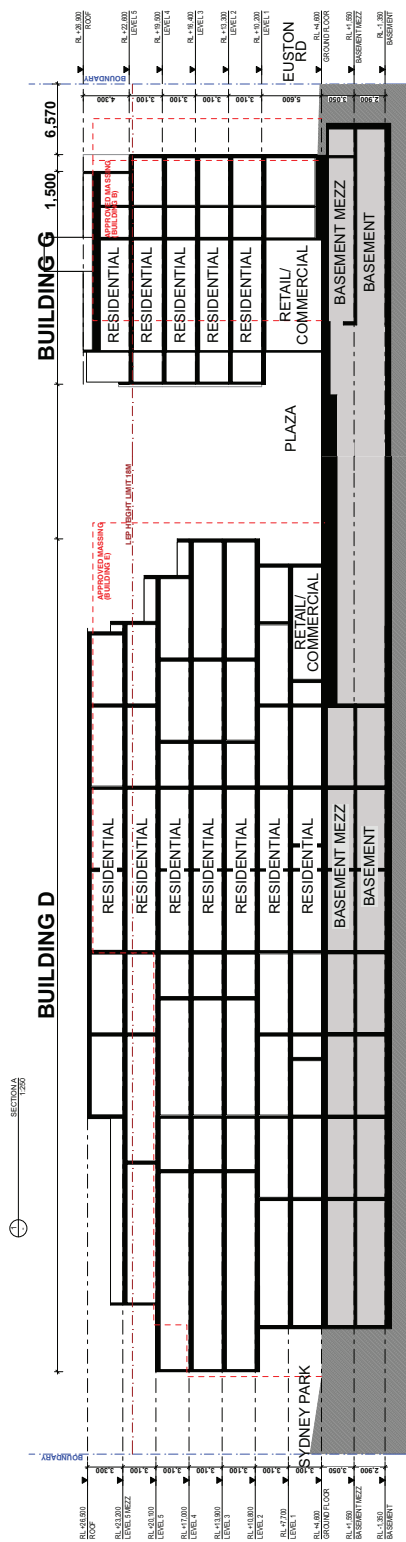 1
SECTION A
1:250
BUILDING D
BUILDING G
1,500
6,570
BOUNDARY
RL +26,500
ROOF
RL +23,200
LEVEL 5 MEZZ
RL +20,100
LEVEL 5
RL +17,000
LEVEL 4
RL +13,900
LEVEL 3
RL +10,800
LEVEL 2
RL +7,700
LEVEL 1
RL +4,600
GROUND FLOOR
RL +1,550
BASEMENT MEZZ
RL -1,350
BASEMENT
3,300
3,100
3,100
3,100
3,100
3,100
3,100
3,050
2,900
SYDNEY PARK
RESIDENTIAL
RESIDENTIAL
RESIDENTIAL
RESIDENTIAL
RESIDENTIAL
RESIDENTIAL
RESIDENTIAL
BASEMENT MEZZ
BASEMENT
APPROVED MASSING
(BUILDING E)
LEP HEIGHT LIMIT 18M
RETAIL/
COMMERCIAL
PLAZA
APPROVED MASSING
(BUILDING B)
RESIDENTIAL
RESIDENTIAL
RESIDENTIAL
RESIDENTIAL
RESIDENTIAL
RETAIL/
COMMERCIAL
BASEMENT MEZZ
BASEMENT
BOUNDARY
EUSTON
RD
4,300
3,100
3,100
3,100
3,100
5,600
3,050
2,900
RL +26,900
ROOF
RL +22,600
LEVEL 5
RL +19,500
LEVEL 4
RL +16,400
LEVEL 3
RL +13,300
LEVEL 2
RL +10,200
LEVEL 1
RL +4,600
GROUND FLOOR
RL +1,550
BASEMENT MEZZ
RL -1,350
BASEMENT